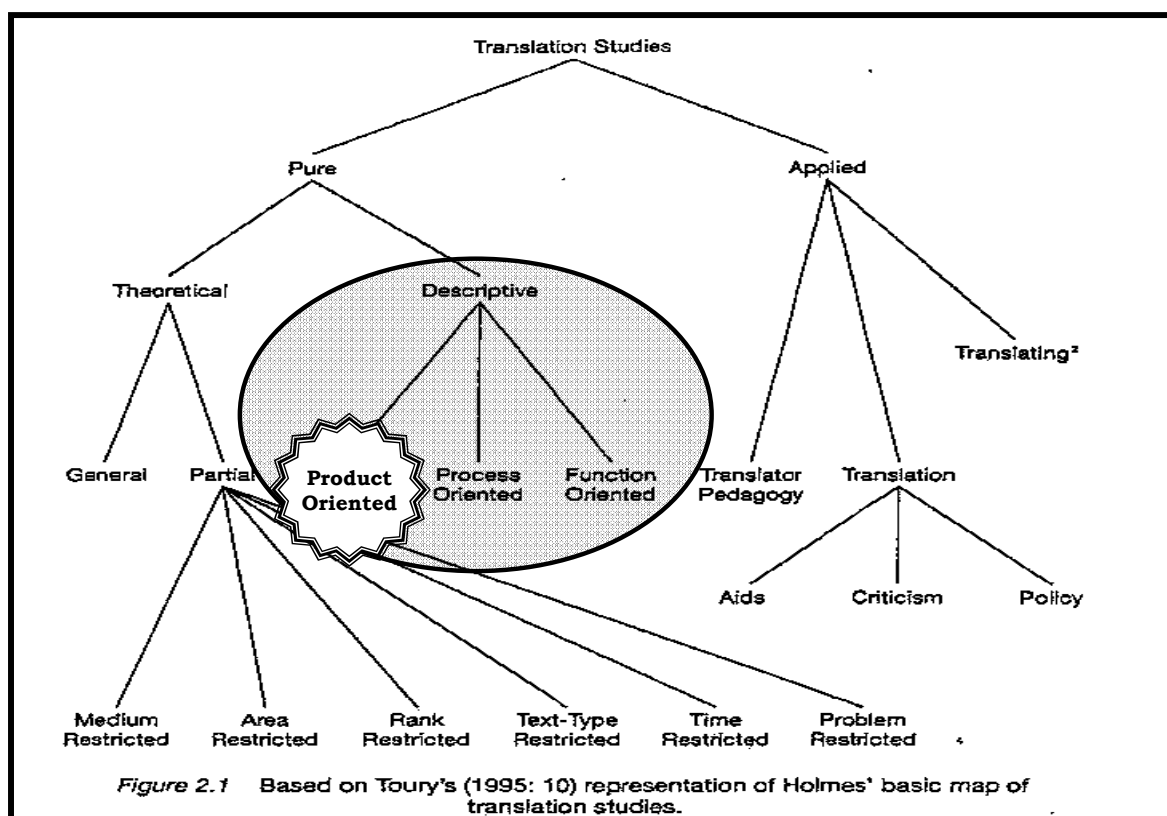 Translation Studies
Pure
Applied
Theoretical
Descriptive
Translating²
General
Partial
Product
Oriented
Process
Oriented
Function
Oriented
Translator
Pedagogy
Translation
Aids
Criticism
Policy
Medium
Restricted
Area
Restricted
Rank
Restricted
Text-Type
Restricted
Time
Restricted
Problem
Restricted
Figure 2.1 Based on Toury's (1995: 10) representation of Holmes' basic map of
translation studies.